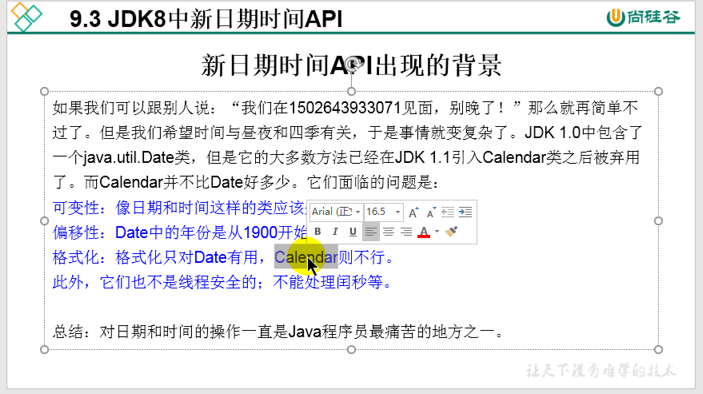 9.3 JDK8中新日期时间API
尚硅谷
新日期时间API出现的背景
如果我们可以跟别人说：“我们在1502643933071见面，别晚了！”那么就再简单不
过了。但是我们希望时间与昼夜和四季有关，于是事情就变复杂了。JDK 1.0中包含了
一个java.util.Date类，但是它的大多数方法已经在JDK 1.1引入Calendar类之后被弃用
了。而Calendar并不比Date好多少。它们面临的问题是：
可变性：像日期和时间这样的类应该
Arial (正 16.5
偏移性：Date中的年份是从1900开始
B I U A
格式化：格式化只对Date有用，Calendar则不行。
此外，它们也不是线程安全的；不能处理闰秒等。
总结：对日期和时间的操作一直是Java程序员最痛苦的地方之一。
让天下没有难学的技术